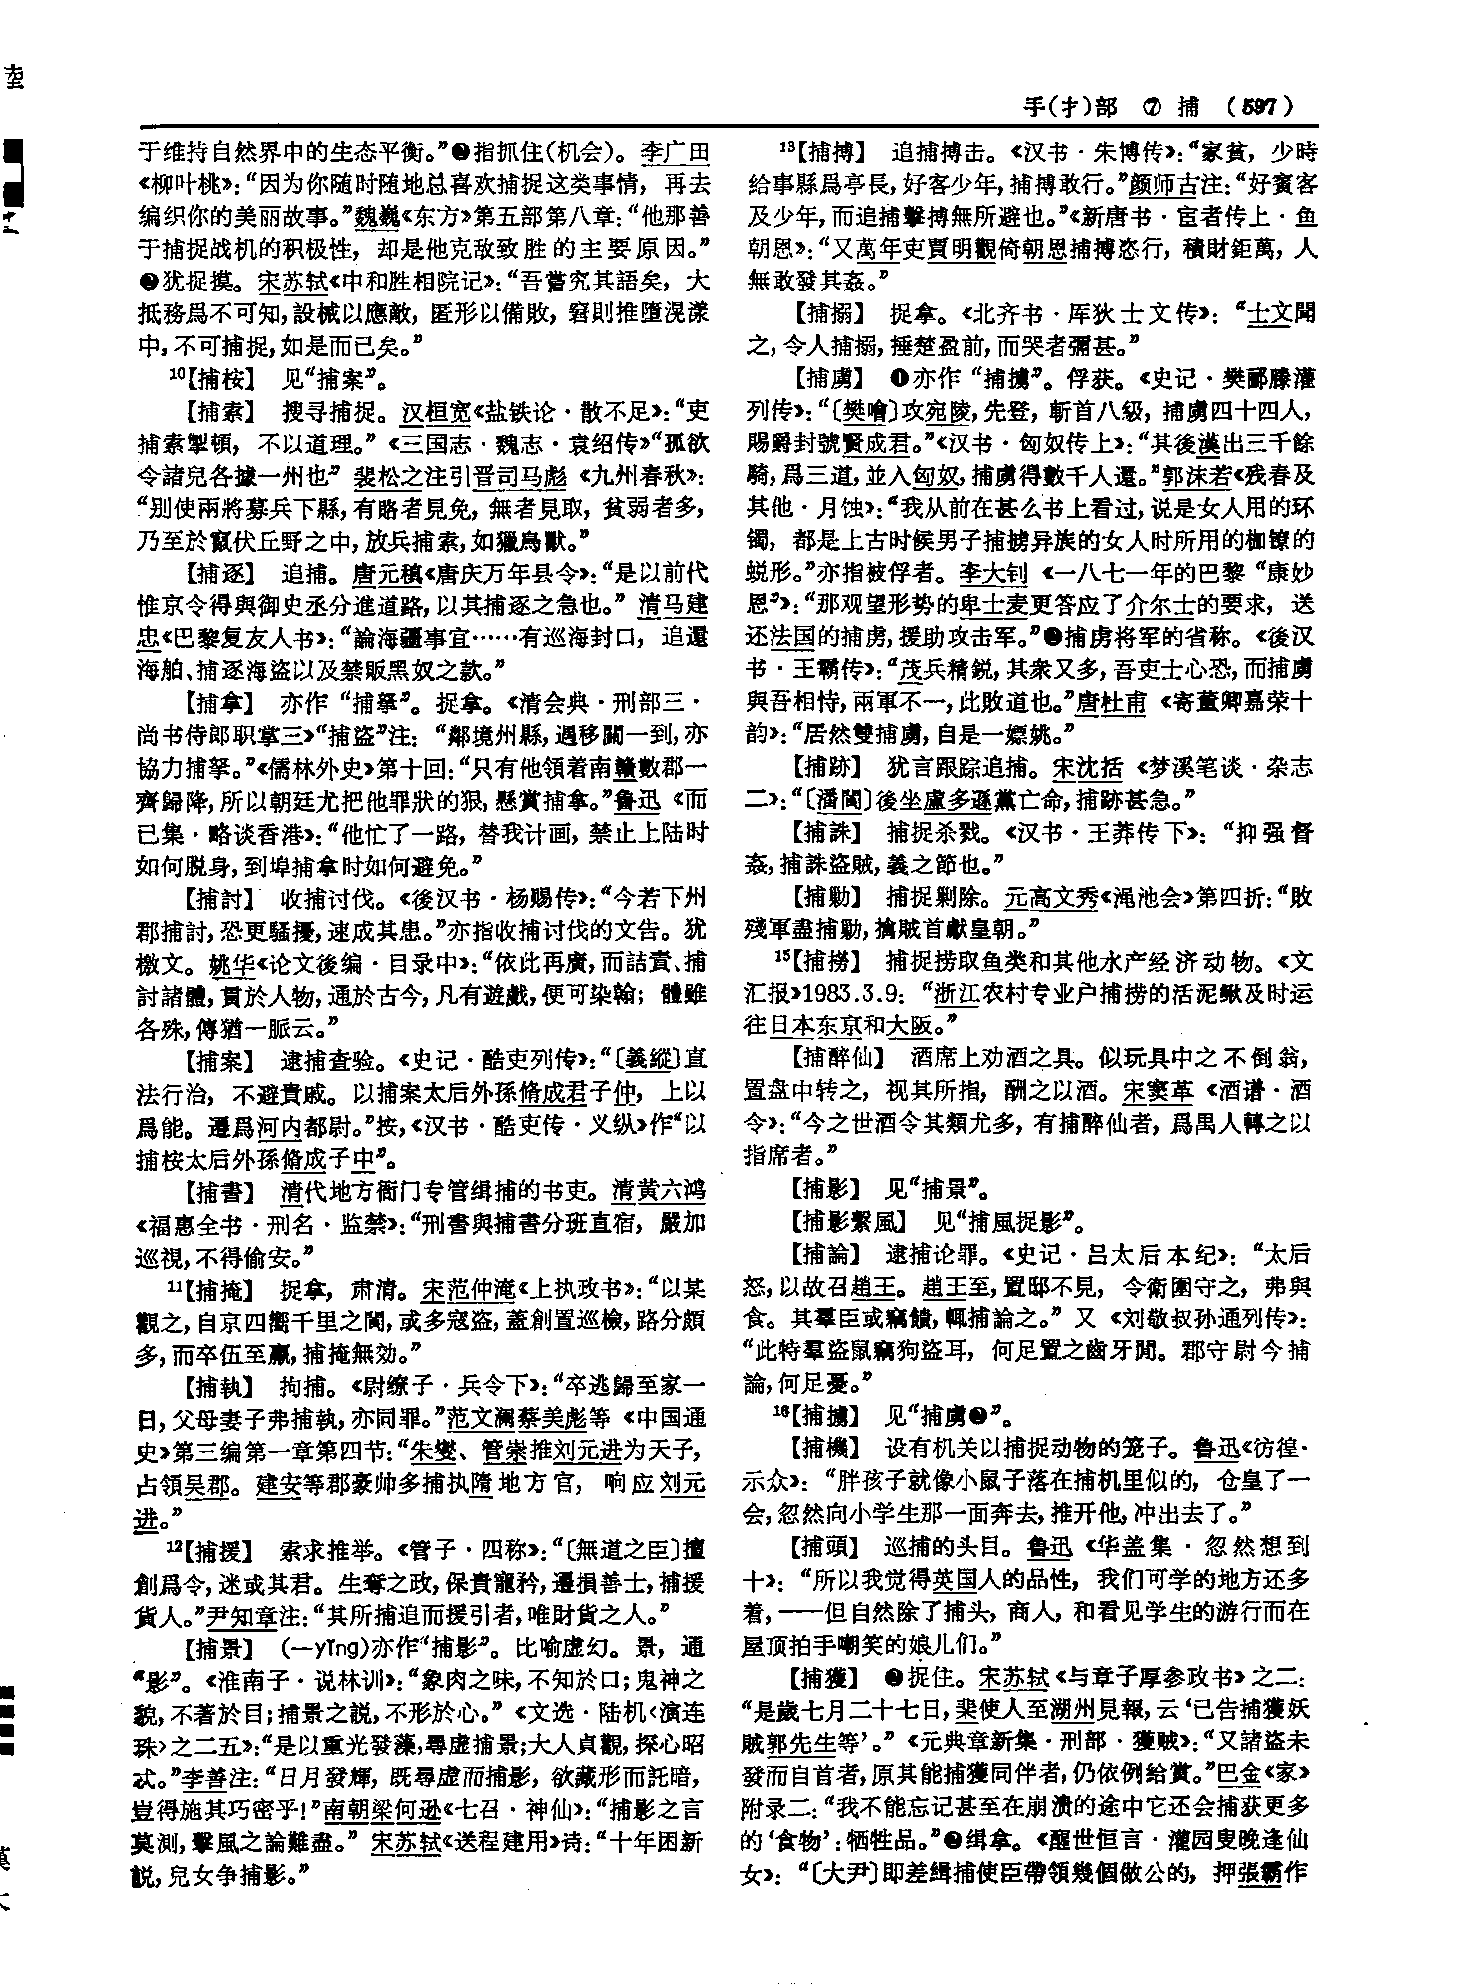 手(扌)部 ⑦ 捕 (597)
于维持自然界中的生态平衡。”❷指抓住(机会)。李广田
《柳叶桃》：“因为你随时随地总喜欢捕捉这类事情，再去
编织你的美丽故事。”魏巍《东方》第五部第八章：“他那善
于捕捉战机的积极性，却是他克敌致胜的主要原因。”
❸犹捉摸。宋苏轼《中和胜相院记》：“吾嘗究其語矣，大
抵務爲不可知，設械以應敵，匿形以備敗，窘則推墮滉漾
中，不可捕捉，如是而已矣。”
¹⁰【捕桉】 见“捕案”。
【捕索】 搜寻捕捉。汉桓宽《盐铁论·散不足》：“吏
捕索掣頓，不以道理。”《三国志·魏志·袁绍传》“孤欲
令諸兒各據一州也”裴松之注引晋司马彪《九州春秋》：
“别使兩將募兵下縣，有賂者見免，無者見取，貧弱者多，
乃至於竄伏丘野之中，放兵捕索，如獵鳥獸。”
【捕逐】 追捕。唐元稹《唐庆万年县令》：“是以前代
惟京令得與御史丞分進道路，以其捕逐之急也。”清马建
忠《巴黎复友人书》：“論海疆事宜……有巡海封口，追還
海舶、捕逐海盜以及禁販黑奴之款。”
【捕拿】 亦作“捕拏”。捉拿。《清会典·刑部三·
尚书侍郎职掌三》“捕盜”注：“鄰境州縣，遇移關一到，亦
協力捕拏。”《儒林外史》第十回：“只有他領着南贛數郡一
齊歸降，所以朝廷尤把他罪狀的狠，懸賞捕拿。”鲁迅《而
已集·略谈香港》：“他忙了一路，替我计画，禁止上陆时
如何脱身，到埠捕拿时如何避免。”
【捕討】 收捕讨伐。《後汉书·杨赐传》：“今若下州
郡捕討，恐更騷擾，速成其患。”亦指收捕讨伐的文告。犹
檄文。姚华《论文後编·目录中》：“依此再廣，而詰責、捕
討諸體，貫於人物，通於古今，凡有遊戲，便可染翰；體雖
各殊，傳猶一脈云。”
【捕案】 逮捕查验。《史记·酷吏列传》：“〔義縱〕直
法行治，不避貴戚。以捕案太后外孫脩成君子仲，上以
爲能。遷爲河内都尉。”按，《汉书·酷吏传·义纵》作“以
捕桉太后外孫脩成子中”。
【捕書】 清代地方衙门专管缉捕的书吏。清黄六鸿
《福惠全书·刑名·监禁》：“刑書與捕書分班直宿，嚴加
巡視，不得偷安。”
¹¹【捕掩】 捉拿，肃清。宋范仲淹《上执政书》：“以某
觀之，自京四嚮千里之間，或多寇盜，蓋創置巡檢，路分頗
多，而卒伍至羸，捕掩無効。”
【捕執】 拘捕。《尉缭子·兵令下》：“卒逃歸至家一
日，父母妻子弗捕執，亦同罪。”范文澜蔡美彪等《中国通
史》第三编第一章第四节：“朱燮、管崇推刘元进为天子，
占領吴郡。建安等郡豪帅多捕执隋地方官，响应刘元
进。”
¹²【捕援】 索求推举。《管子·四称》：“〔無道之臣〕擅
創爲令，迷或其君。生奪之政，保貴寵矜，遷損善士，捕援
貨人。”尹知章注：“其所捕追而援引者，唯財貨之人。”
【捕景】 (—yǐng)亦作“捕影”。比喻虚幻。景，通
“影”。《淮南子·说林训》：“象肉之味，不知於口；鬼神之
貌，不著於目；捕景之説，不形於心。”《文选·陆机〈演连
珠〉之二五》：“是以重光發藻，尋虚捕景；大人貞觀，探心昭
忒。”李善注：“日月發輝，既尋虚而捕影，欲藏形而託暗，
豈得施其巧密乎！”南朝梁何逊《七召·神仙》：“捕影之言
莫測，擊風之論難盡。”宋苏轼《送程建用》诗：“十年困新
説，兒女争捕影。”
¹³【捕搏】 追捕搏击。《汉书·朱博传》：“家貧，少時
給事縣爲亭長，好客少年，捕搏敢行。”颜师古注：“好賓客
及少年，而追捕擊搏無所避也。”《新唐书·宦者传上·鱼
朝恩》：“又萬年吏賈明觀倚朝恩捕搏恣行，積財鉅萬，人
無敢發其姦。”
【捕搦】 捉拿。《北齐书·厍狄士文传》：“士文聞
之，令人捕搦，捶楚盈前，而哭者彌甚。”
【捕虜】 ❶亦作“捕擄”。俘获。《史记·樊郦滕灌
列传》：“〔樊噲〕攻宛陵，先登，斬首八級，捕虜四十四人，
賜爵封號賢成君。”《汉书·匈奴传上》：“其後漢出三千餘
騎，爲三道，並入匈奴，捕虜得數千人還。”郭沫若《残春及
其他·月蚀》：“我从前在甚么书上看过，说是女人用的环
镯，都是上古时候男子捕掳异族的女人时所用的枷镣的
蜕形。”亦指被俘者。李大钊《一八七一年的巴黎“康妙
恩”》：“那观望形势的卑士麦更答应了介尔士的要求，送
还法国的捕虏，援助攻击军。”❷捕虏将军的省称。《後汉
书·王霸传》：“茂兵精鋭，其衆又多，吾吏士心恐，而捕虜
與吾相恃，兩軍不一，此敗道也。”唐杜甫《寄董卿嘉荣十
韵》：“居然雙捕虜，自是一嫖姚。”
【捕跡】 犹言跟踪追捕。宋沈括《梦溪笔谈·杂志
二》：“〔潘閬〕後坐盧多遜黨亡命，捕跡甚急。”
【捕誅】 捕捉杀戮。《汉书·王莽传下》：“抑强督
姦，捕誅盜賊，義之節也。”
【捕勦】 捕捉剿除。元高文秀《渑池会》第四折：“敗
殘軍盡捕勦，擒賊首獻皇朝。”
¹⁵【捕撈】 捕捉捞取鱼类和其他水产经济动物。《文
汇报》1983.3.9：“浙江农村专业户捕捞的活泥鳅及时运
往日本东京和大阪。”
【捕醉仙】 酒席上劝酒之具。似玩具中之不倒翁，
置盘中转之，视其所指，酬之以酒。宋窦苹《酒谱·酒
令》：“今之世酒令其類尤多，有捕醉仙者，爲禺人轉之以
指席者。”
【捕影】 见“捕景”。
【捕影繫風】 见“捕風捉影”。
【捕論】 逮捕论罪。《史记·吕太后本纪》：“太后
怒，以故召趙王。趙王至，置邸不見，令衛圍守之，弗與
食。其羣臣或竊饋，輒捕論之。”又《刘敬叔孙通列传》：
“此特羣盜鼠竊狗盜耳，何足置之齒牙間。郡守尉今捕
論，何足憂。”
¹⁶【捕擄】 见“捕虜❶”。
【捕機】 设有机关以捕捉动物的笼子。鲁迅《彷徨·
示众》：“胖孩子就像小鼠子落在捕机里似的，仓皇了一
会，忽然向小学生那一面奔去，推开他，冲出去了。”
【捕頭】 巡捕的头目。鲁迅《华盖集·忽然想到
十》：“所以我觉得英国人的品性，我们可学的地方还多
着，——但自然除了捕头，商人，和看见学生的游行而在
屋顶拍手嘲笑的娘儿们。”
【捕獲】 ❶捉住。宋苏轼《与章子厚参政书》之二：
“是歲七月二十七日，棐使人至湖州見報，云‘已告捕獲妖
賊郭先生等’。”《元典章新集·刑部·獲賊》：“又諸盜未
發而自首者，原其能捕獲同伴者，仍依例給賞。”巴金《家》
附录二：“我不能忘记甚至在崩溃的途中它还会捕获更多
的‘食物’：牺牲品。”❷缉拿。《醒世恒言·灌园叟晚逢仙
女》：“〔大尹〕即差緝捕使臣帶領幾個做公的，押張霸作